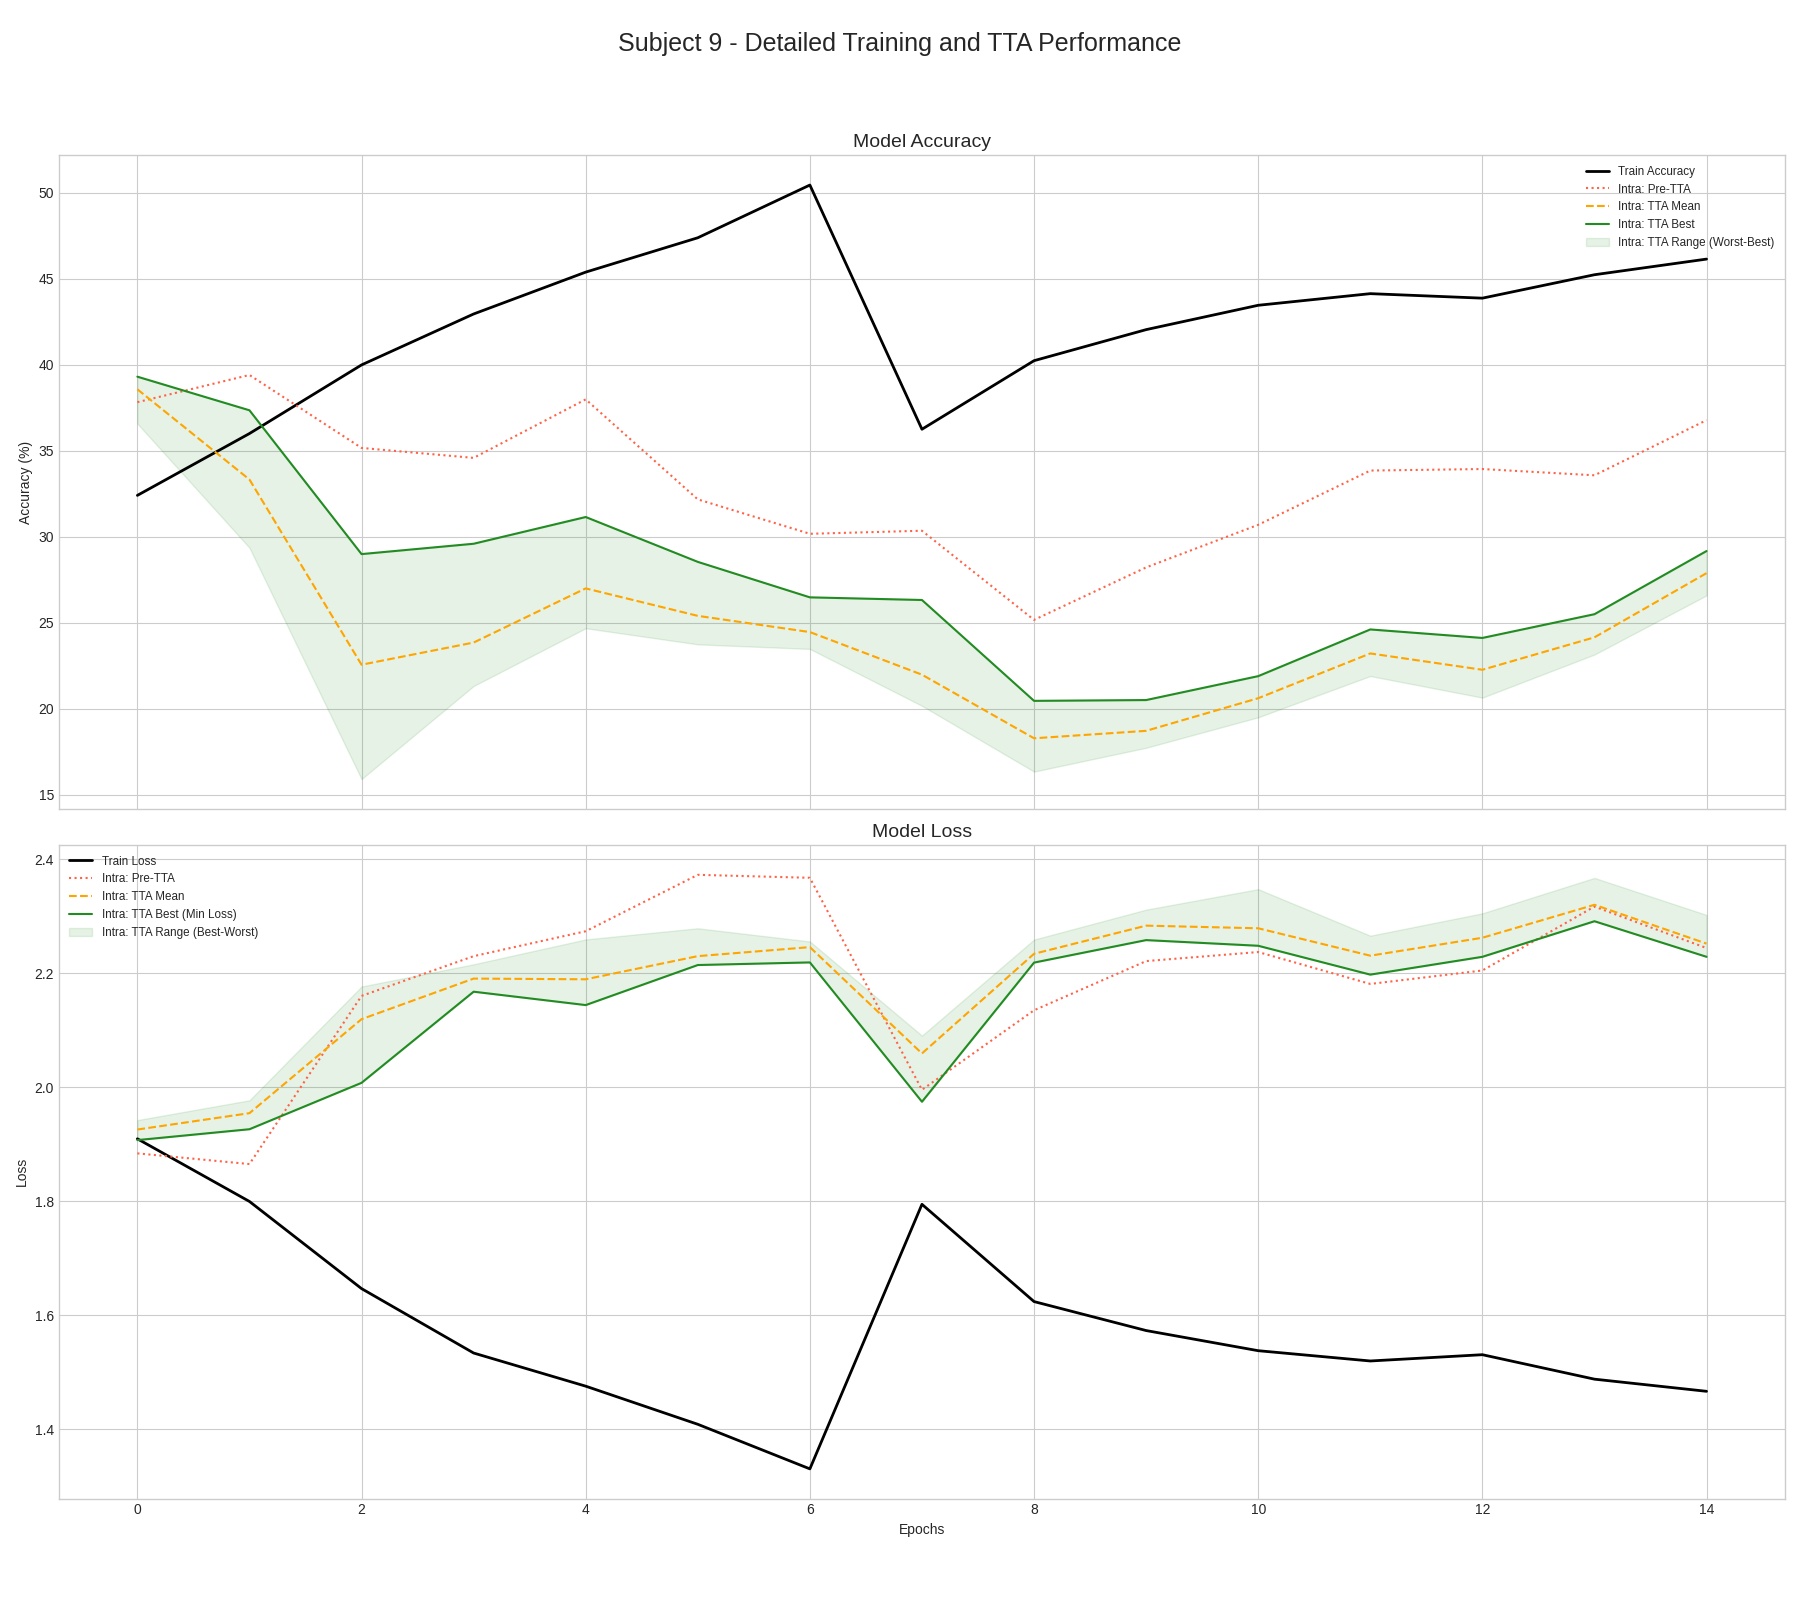 Subject 9 - Detailed Training and TTA Performance
Model Accuracy
Train Accuracy
Intra: Pre-TTA
Intra: TTA Mean
Intra: TTA Best
Intra: TTA Range (Worst-Best)
Accuracy (%)
50
45
40
35
30
25
20
15
Model Loss
Train Loss
Intra: Pre-TTA
Intra: TTA Mean
Intra: TTA Best (Min Loss)
Intra: TTA Range (Best-Worst)
Loss
2.4
2.2
2.0
1.8
1.6
1.4
0 2 4 6 8 10 12 14
Epochs